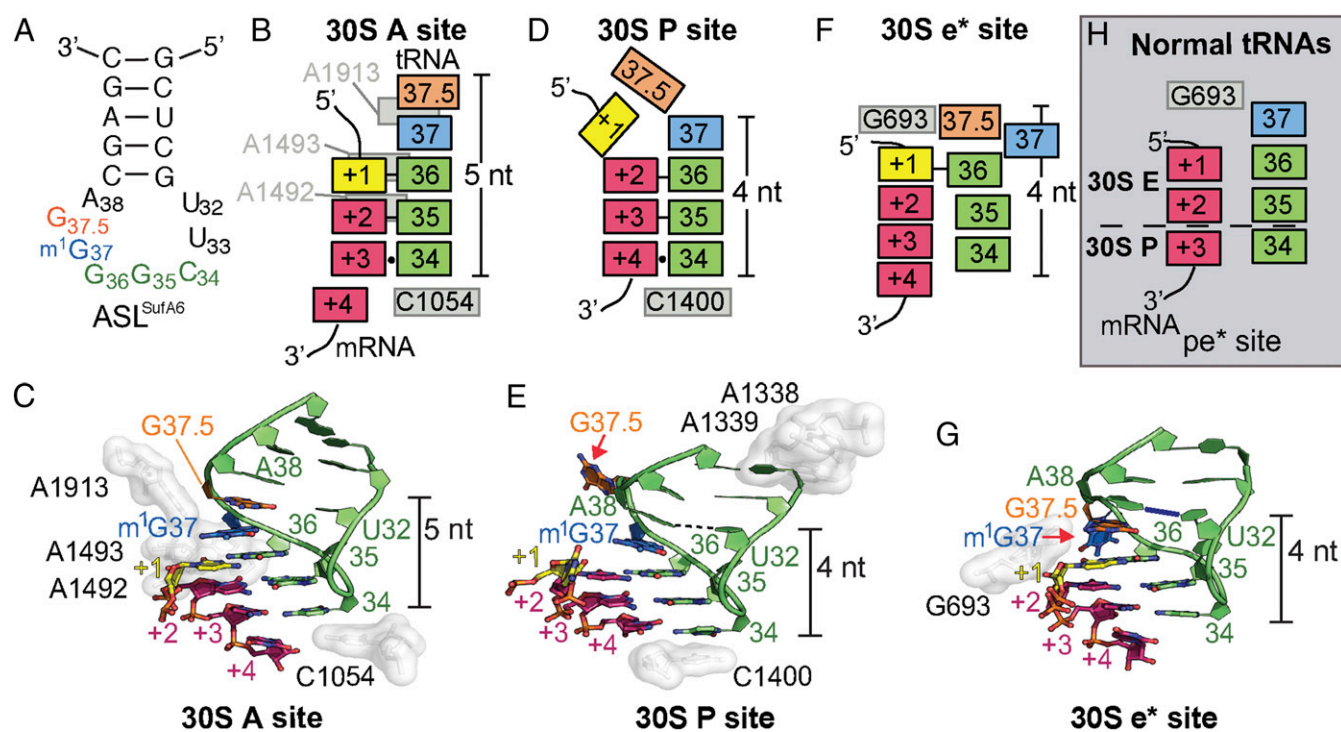 A
3’ C G 5’
G C
A U
G C
C G
A38 U32
G37.5 U33
m1G37
G36G35C34
ASLSufA6
B 30S A site
tRNA
A1913
5’
37.5
37
A1493
+1 36 5 nt
A1492
+2 35
+3 34
+4 C1054
3’ mRNA
D 30S P site
37.5
5’
+1 37
+2 36 4 nt
+3 35
+4 34
3’ C1400
F 30S e* site
G693 37.5 37
5’
+1 36 4 nt
+2 35
+3 34
+4
3’
H
Normal tRNAs
G693
37
5’
+1 36
30S E
+2 35
30S P
+3 34
3’
mRNA pe* site
C
G37.5
A38
A1913
m1G37
36 U32 5 nt
A1493
+1 35
A1492
+2 +3 34
+4 C1054
30S A site
E
A1338
A1339
G37.5
A38
m1G37
36 U32
+1 35 4 nt
+2
+3 +4 34
C1400
30S P site
G
A38
G37.5
m1G37 36 U32
+1 35 4 nt
G693 +2
+3 +4 34
30S e* site